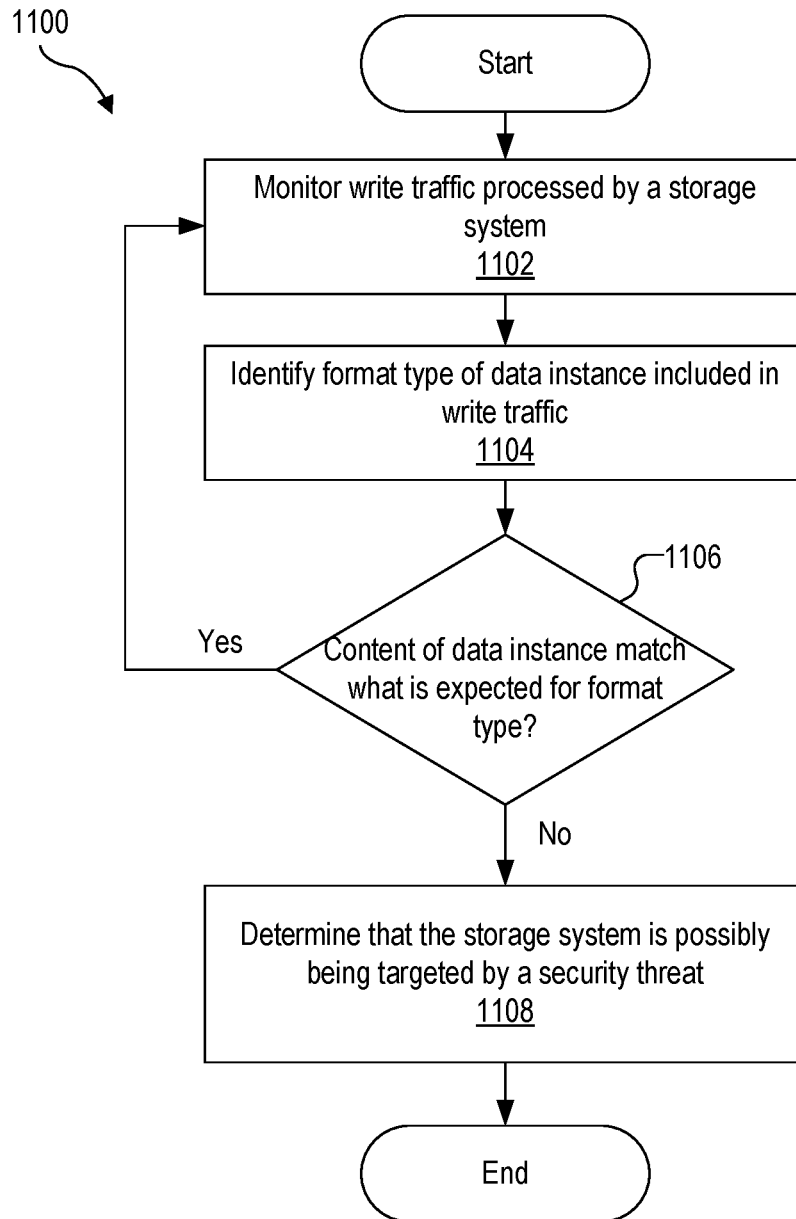 1100
Start
Monitor write traffic processed by a storage
system
1102
Identify format type of data instance included in
write traffic
1104
1106
Yes
Content of data instance match
what is expected for format
type?
No
Determine that the storage system is possibly
being targeted by a security threat
1108
End